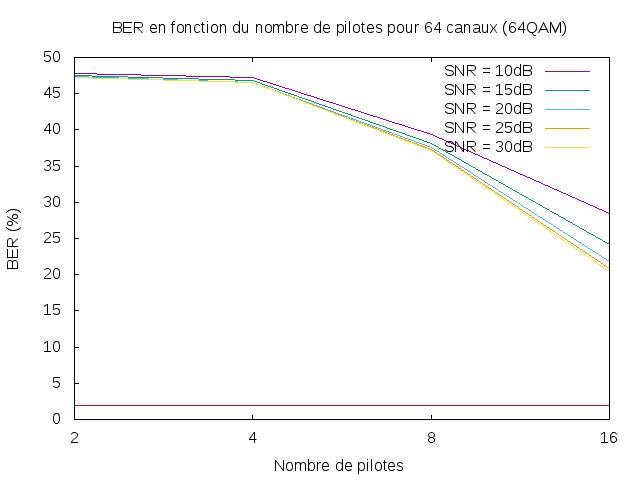 BER en fonction du nombre de pilotes pour 64 canaux (64QAM)
50
45
40
35
30
25
20
15
10
5
0
BER (%)
SNR = 10dB
SNR = 15dB
SNR = 20dB
SNR = 25dB
SNR = 30dB
2 4 8 16
Nombre de pilotes